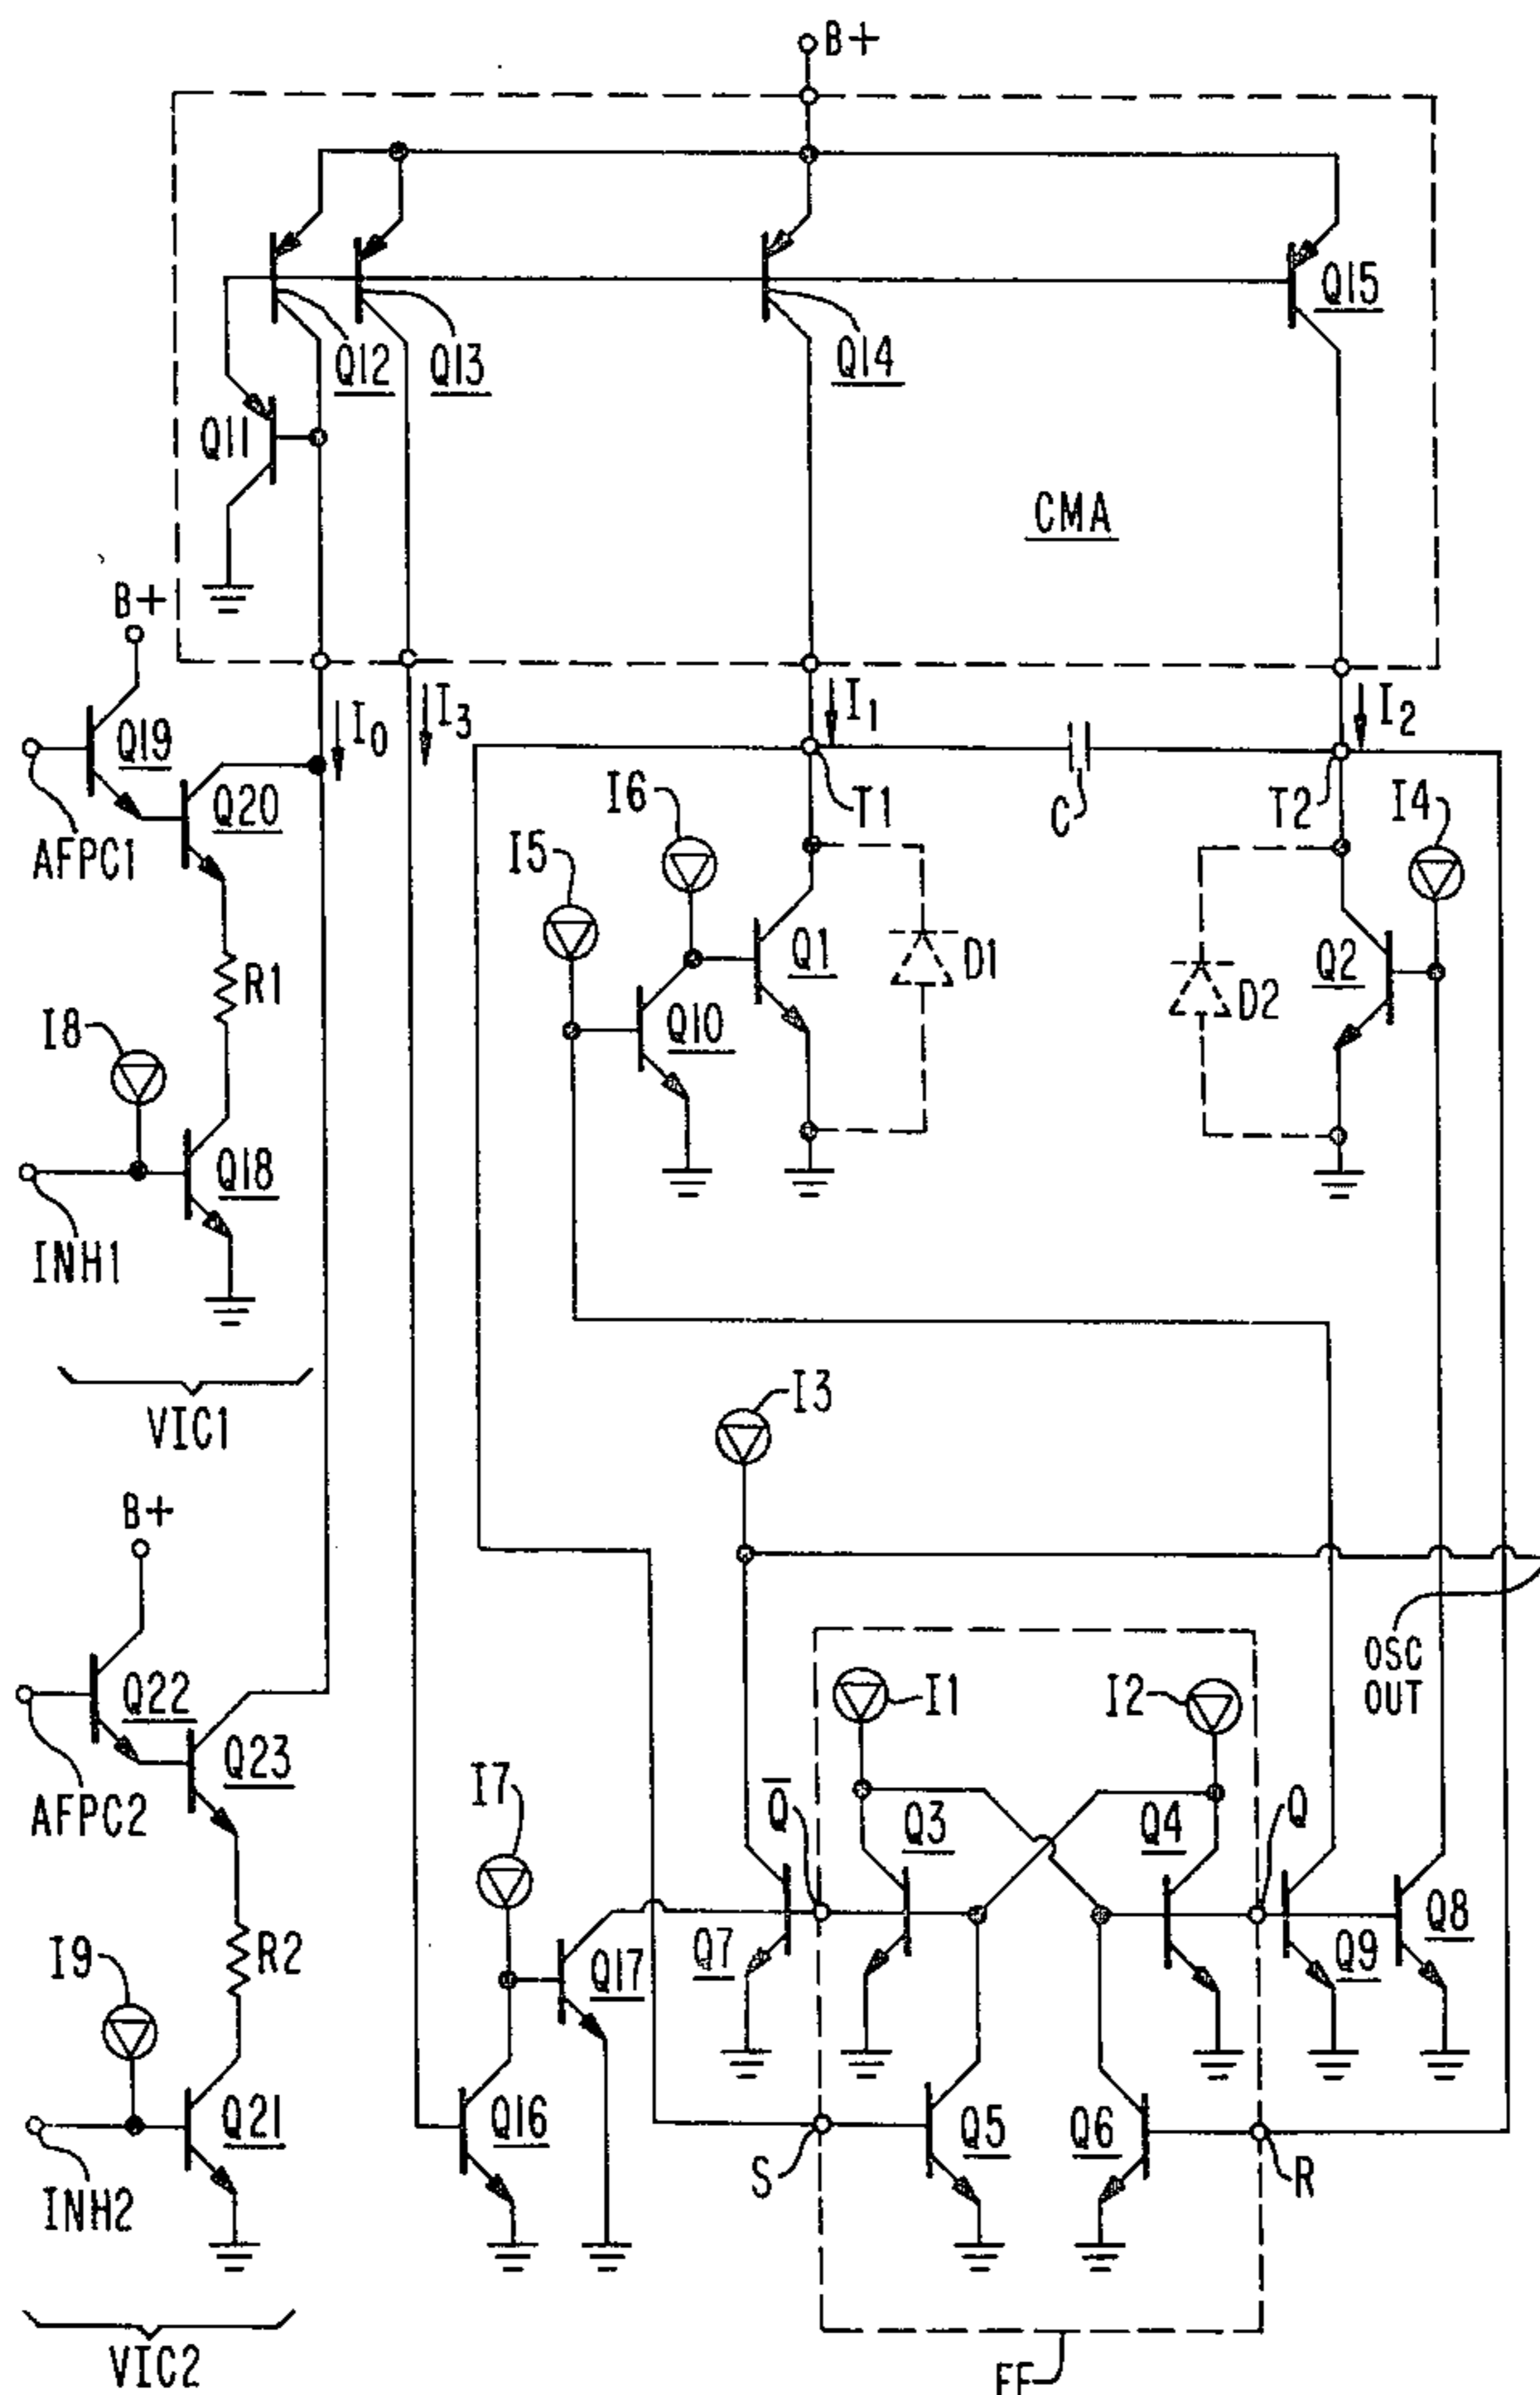 B+
Q12
Q13
Q14
Q15
Q11
CMA
B+
I0
I3
I1
I2
Q19
AFPC1
Q20
I6
T1
C
T2
I4
I5
Q1
D1
Q2
D2
R1
Q10
I8
Q18
INH1
VIC1
I3
B+
OSC
OUT
I1
I2
Q22
AFPC2
Q23
I7
Q̅
Q3
Q4
Q
Q7
Q9
Q8
Q17
R2
I9
Q16
Q5
Q6
S
R
Q21
INH2
VIC2
FF